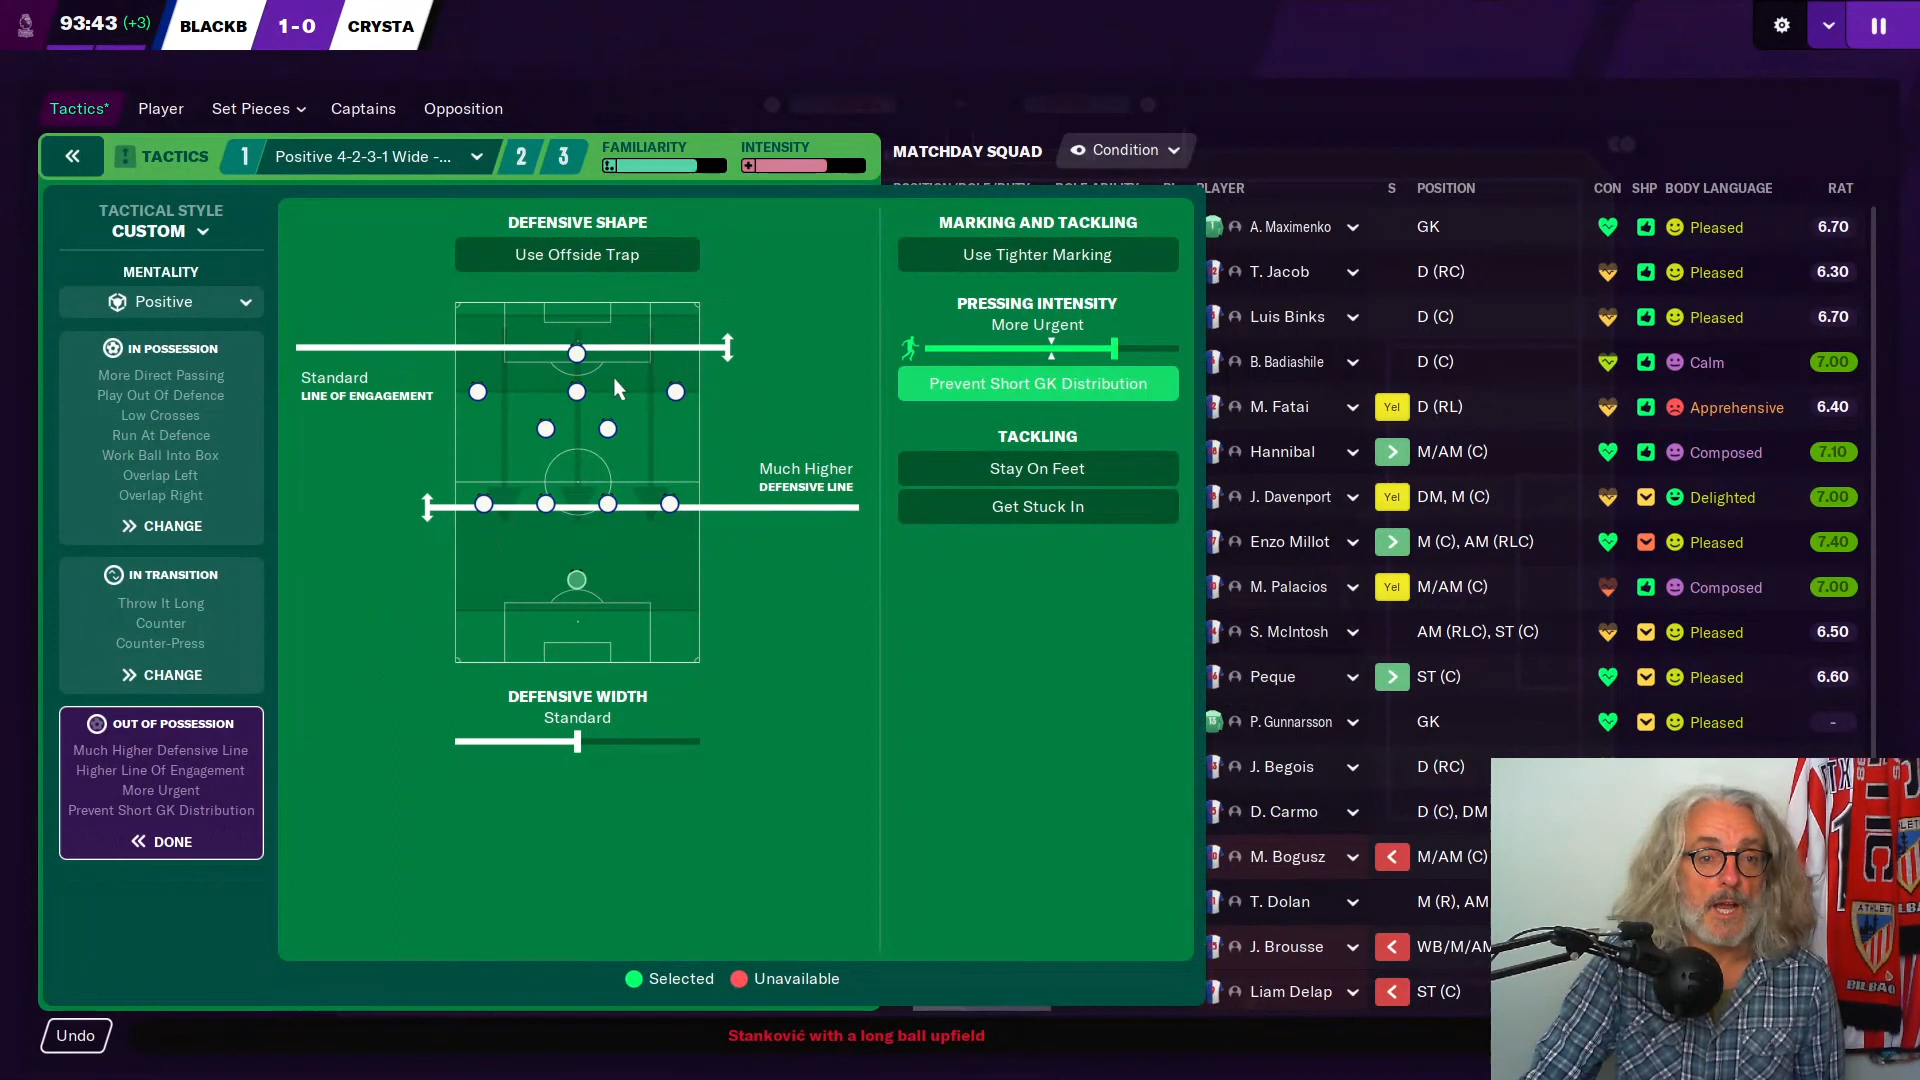 93:43 (+3)
BLACKB
1-0
CRYSTA
Tactics*
Player
Set Pieces
Captains
Opposition
TACTICS
1
Positive 4-2-3-1 Wide -...
2
3
FAMILIARITY
INTENSITY
MATCHDAY SQUAD
Condition
TACTICAL STYLE
CUSTOM
MENTALITY
Positive
IN POSSESSION
More Direct Passing
Play Out Of Defence
Low Crosses
Run At Defence
Work Ball Into Box
Overlap Left
Overlap Right
CHANGE
IN TRANSITION
Throw It Long
Counter
Counter-Press
CHANGE
OUT OF POSSESSION
Much Higher Defensive Line
Higher Line Of Engagement
More Urgent
Prevent Short GK Distribution
DONE
DEFENSIVE SHAPE
Use Offside Trap
Standard
LINE OF ENGAGEMENT
Much Higher
DEFENSIVE LINE
DEFENSIVE WIDTH
Standard
MARKING AND TACKLING
Use Tighter Marking
PRESSING INTENSITY
More Urgent
Prevent Short GK Distribution
TACKLING
Stay On Feet
Get Stuck In
Selected
Unavailable
PLAYER S POSITION CON SHP BODY LANGUAGE RAT
A. Maximenko GK Pleased 6.70
T. Jacob D (RC) Pleased 6.30
Luis Binks D (C) Pleased 6.70
B. Badiashile D (C) Calm 7.00
M. Fatai Yel D (RL) Apprehensive 6.40
Hannibal M/AM (C) Composed 7.10
J. Davenport Yel DM, M (C) Delighted 7.00
Enzo Millot M (C), AM (RLC) Pleased 7.40
M. Palacios Yel M/AM (C) Composed 7.00
S. McIntosh AM (RLC), ST (C) Pleased 6.50
Peque ST (C) Pleased 6.60
P. Gunnarsson GK Pleased -
J. Begois D (RC)
D. Carmo D (C), DM
M. Bogusz M/AM (C)
T. Dolan M (R), AM
J. Brousse WB/M/AM
Liam Delap ST (C)
Undo
Stanković with a long ball upfield
ATHLET
BILBAO